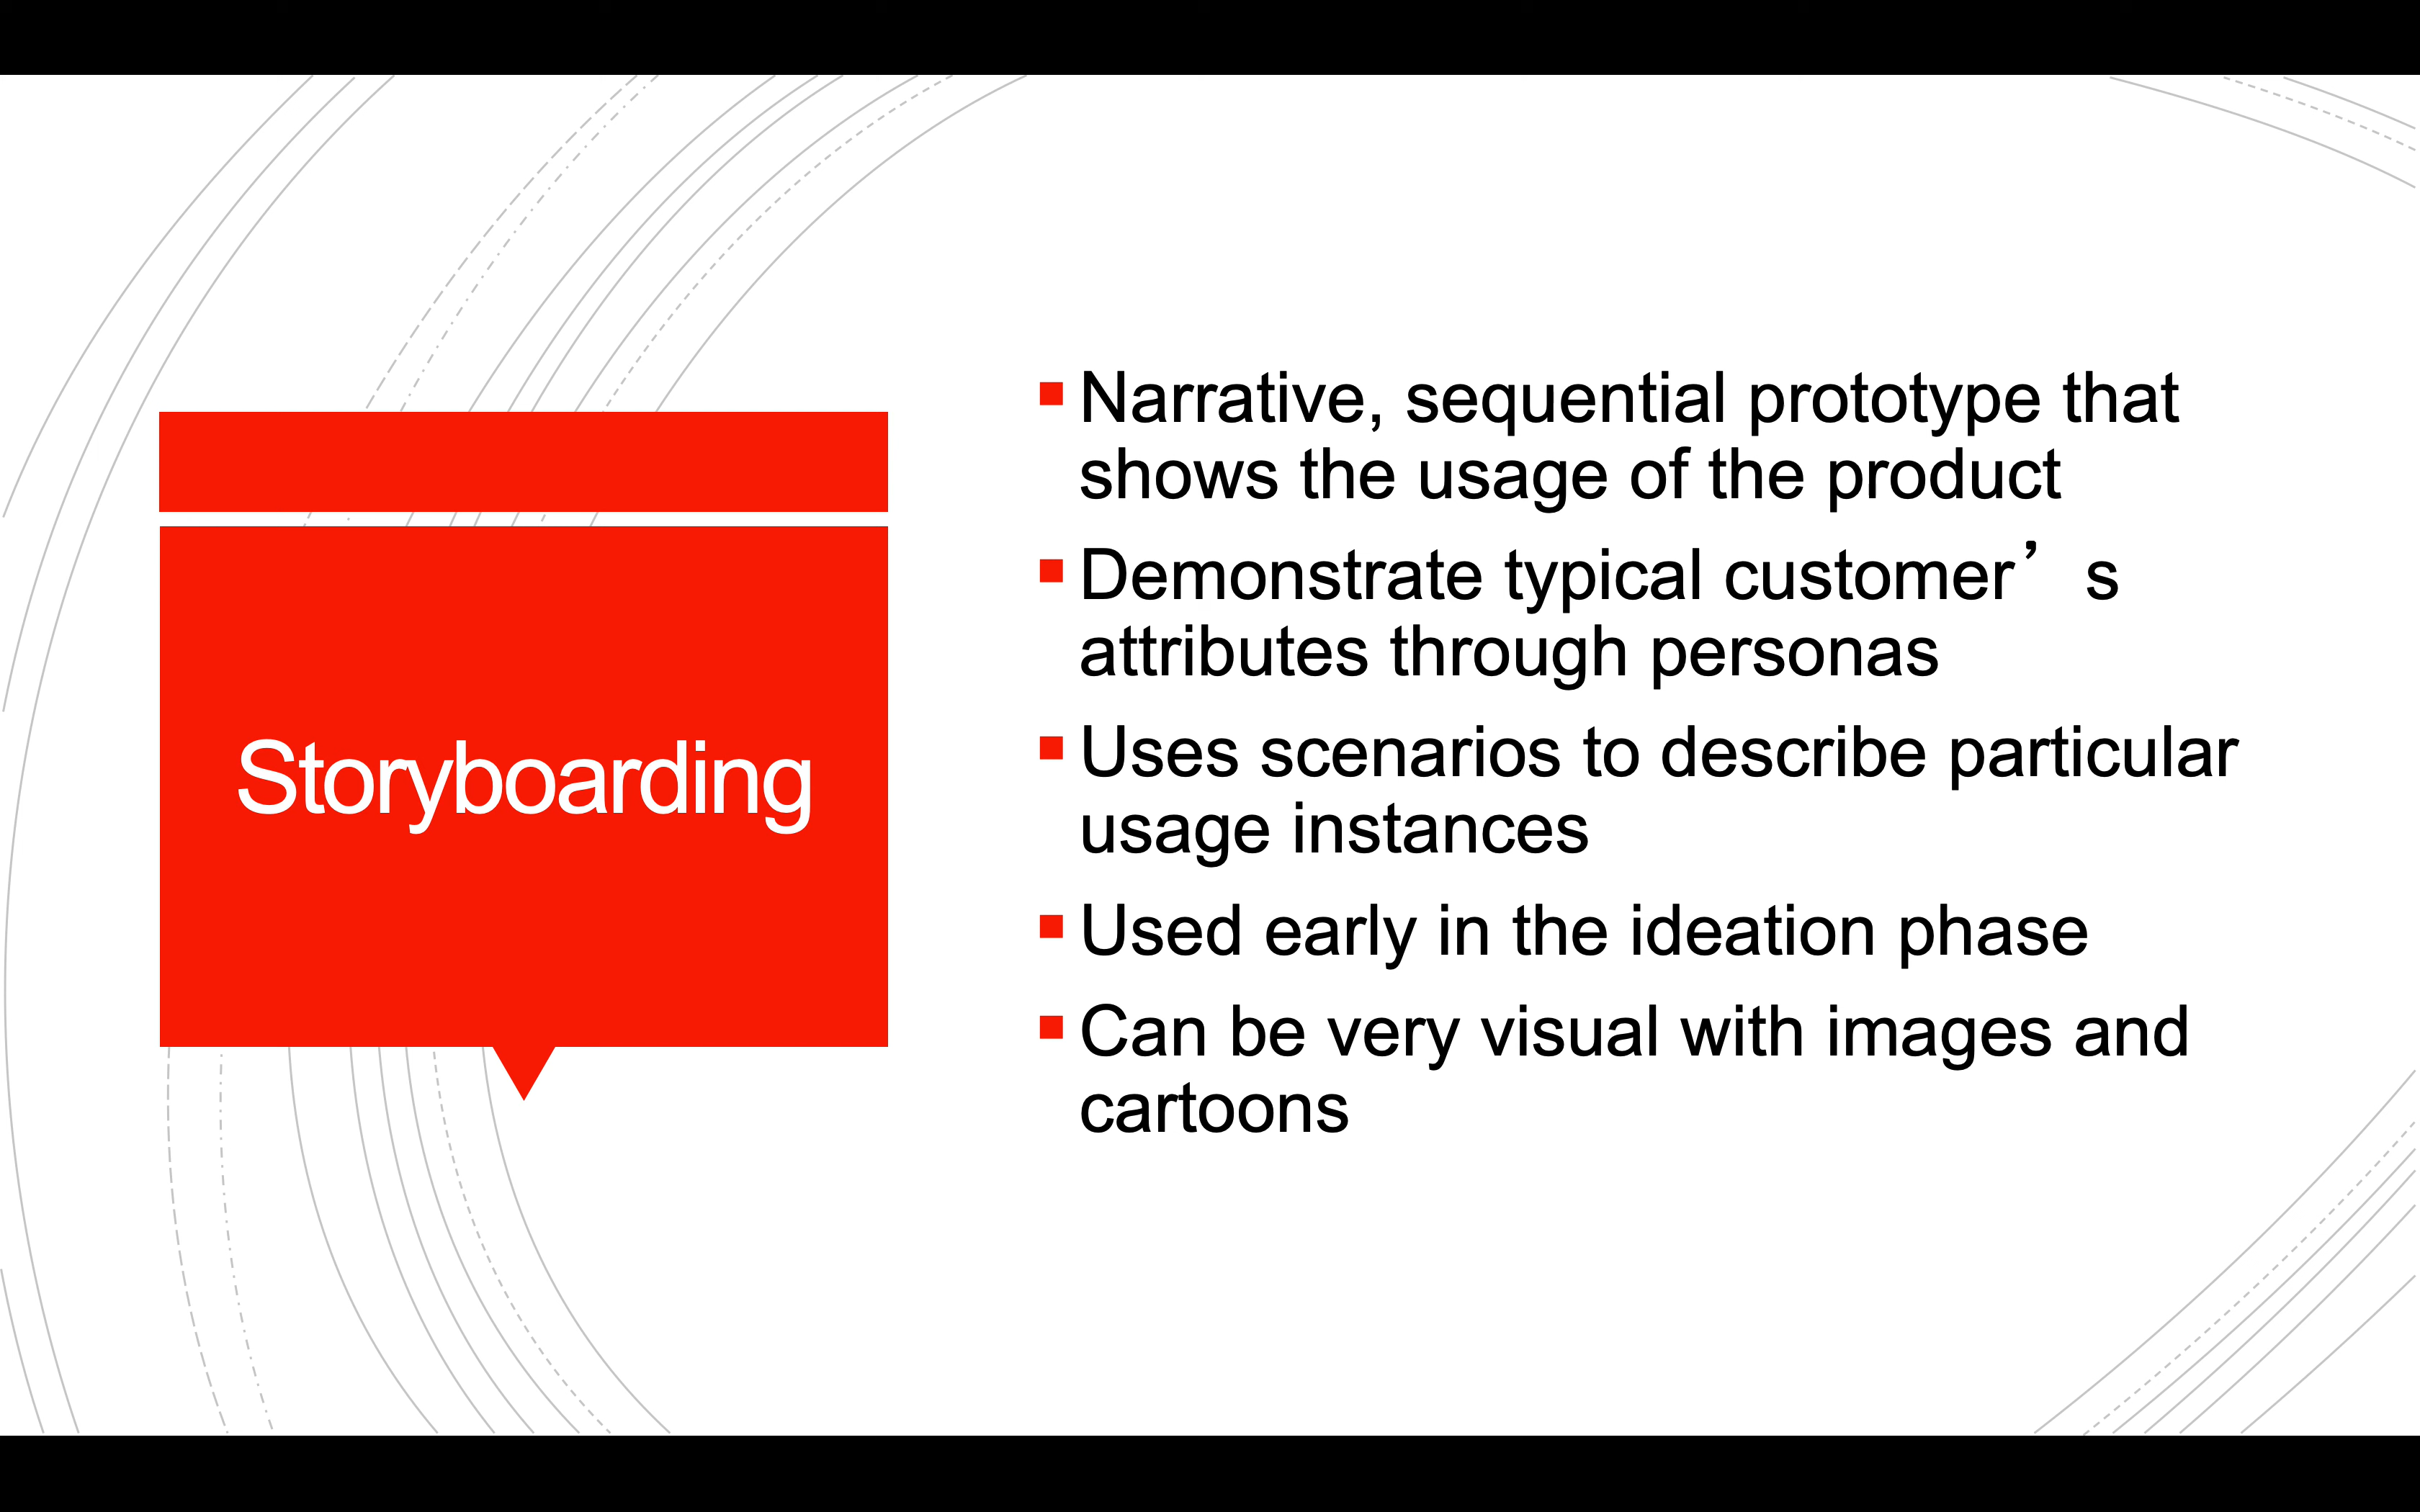 Storyboarding
▪ Narrative, sequential prototype that
shows the usage of the product
▪ Demonstrate typical customer’ s
attributes through personas
▪ Uses scenarios to describe particular
usage instances
▪ Used early in the ideation phase
▪ Can be very visual with images and
cartoons